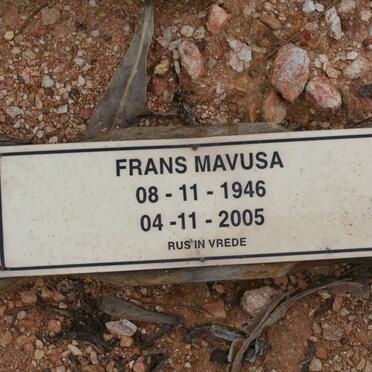 FRANS MAVUSA
08 - 11 - 1946
04 -11 - 2005
RUS IN VREDE